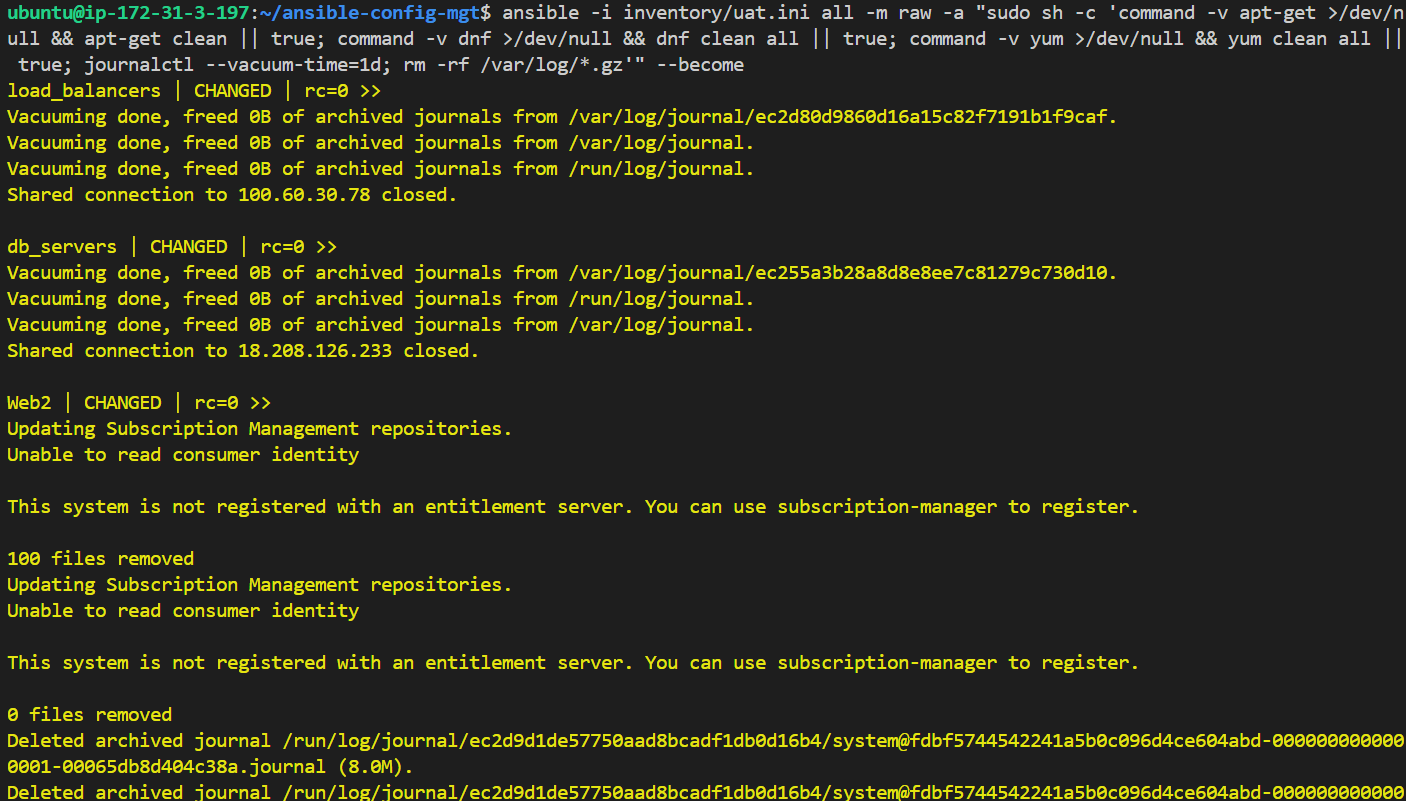 ubuntu@ip-172-31-3-197:~/ansible-config-mgt$ ansible -i inventory/uat.ini all -m raw -a "sudo sh -c 'command -v apt-get >/dev/n
ull && apt-get clean || true; command -v dnf >/dev/null && dnf clean all || true; command -v yum >/dev/null && yum clean all ||
 true; journalctl --vacuum-time=1d; rm -rf /var/log/*.gz'" --become
load_balancers | CHANGED | rc=0 >>
Vacuuming done, freed 0B of archived journals from /var/log/journal/ec2d80d9860d16a15c82f7191b1f9caf.
Vacuuming done, freed 0B of archived journals from /var/log/journal.
Vacuuming done, freed 0B of archived journals from /run/log/journal.
Shared connection to 100.60.30.78 closed.

db_servers | CHANGED | rc=0 >>
Vacuuming done, freed 0B of archived journals from /var/log/journal/ec255a3b28a8d8e8ee7c81279c730d10.
Vacuuming done, freed 0B of archived journals from /run/log/journal.
Vacuuming done, freed 0B of archived journals from /var/log/journal.
Shared connection to 18.208.126.233 closed.

Web2 | CHANGED | rc=0 >>
Updating Subscription Management repositories.
Unable to read consumer identity

This system is not registered with an entitlement server. You can use subscription-manager to register.

100 files removed
Updating Subscription Management repositories.
Unable to read consumer identity

This system is not registered with an entitlement server. You can use subscription-manager to register.

0 files removed
Deleted archived journal /run/log/journal/ec2d9d1de57750aad8bcadf1db0d16b4/system@fdbf5744542241a5b0c096d4ce604abd-000000000000
0001-00065db8d404c38a.journal (8.0M).
Deleted archived journal /run/log/journal/ec2d9d1de57750aad8bcadf1db0d16b4/system@fdbf5744542241a5b0c096d4ce604abd-000000000000